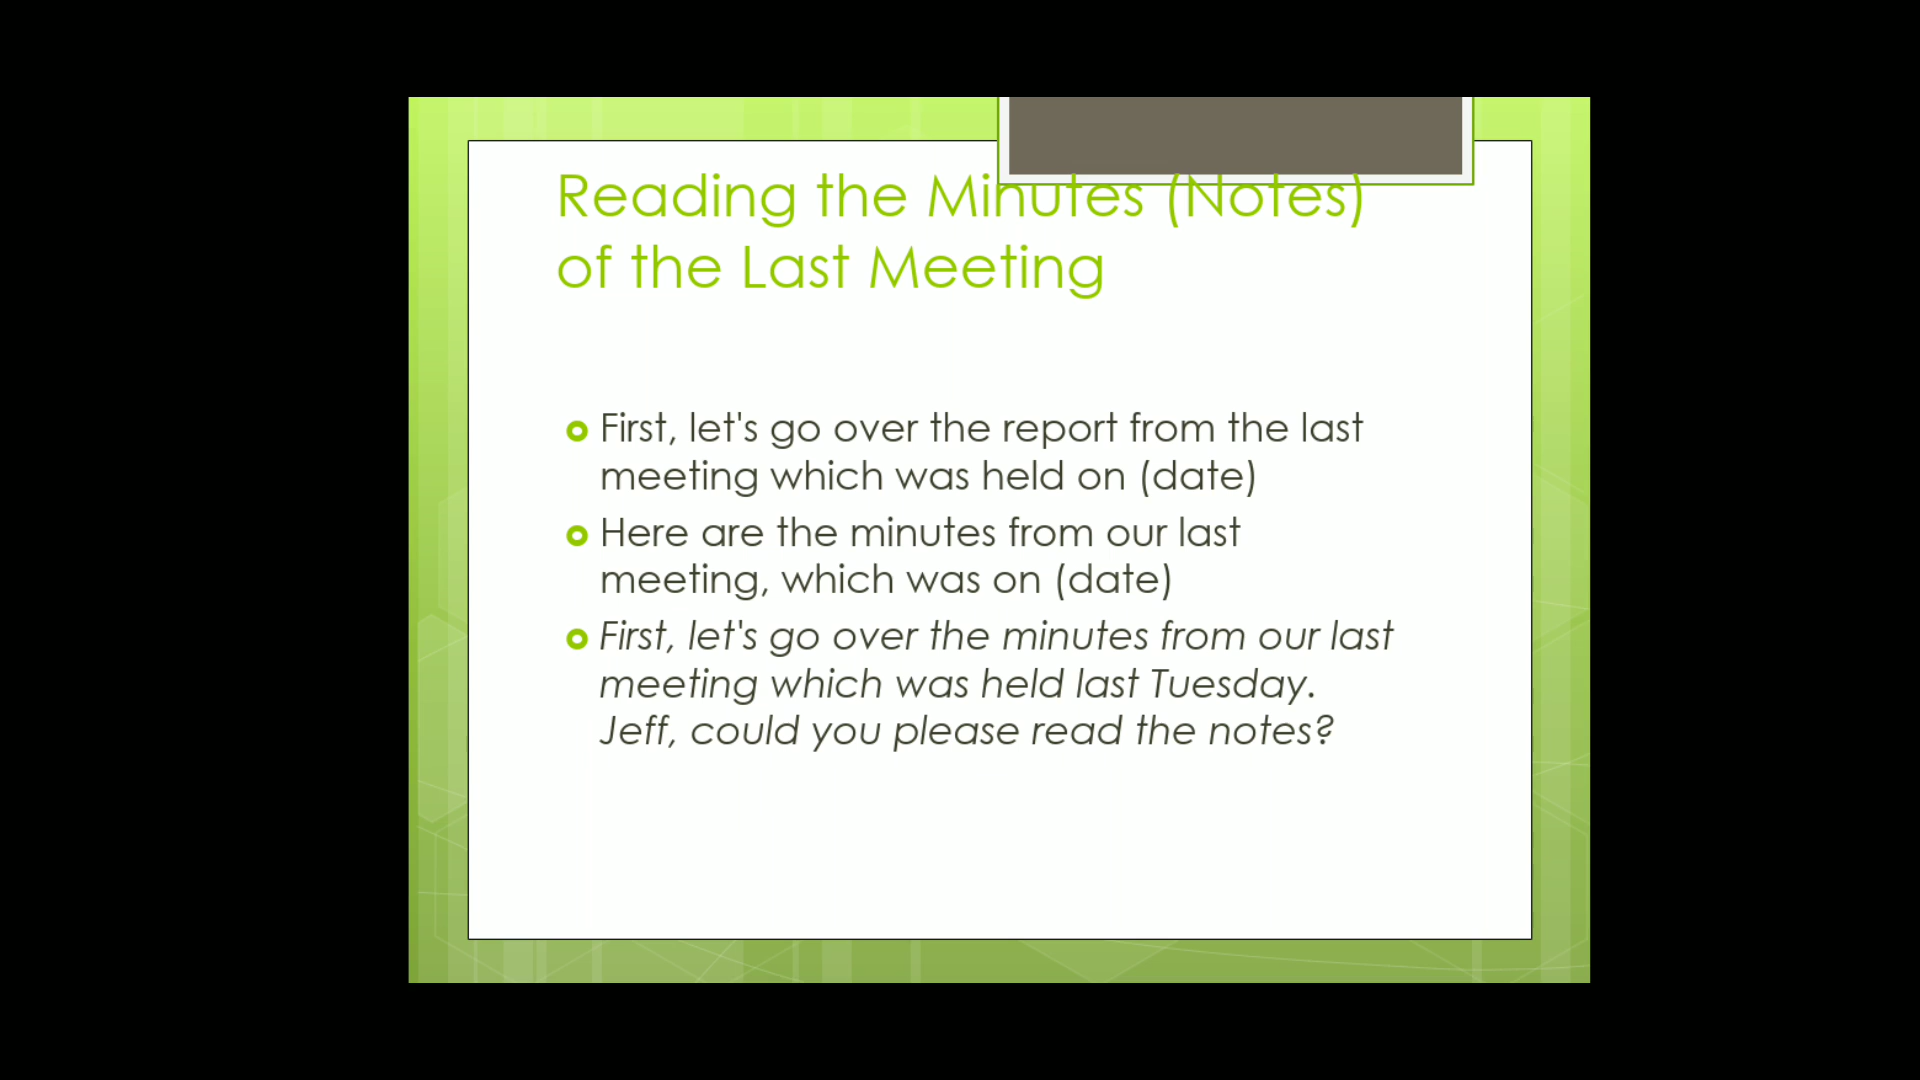 Reading the Minutes (Notes)
of the Last Meeting
First, let's go over the report from the last
meeting which was held on (date)
Here are the minutes from our last
meeting, which was on (date)
First, let's go over the minutes from our last
meeting which was held last Tuesday.
Jeff, could you please read the notes?